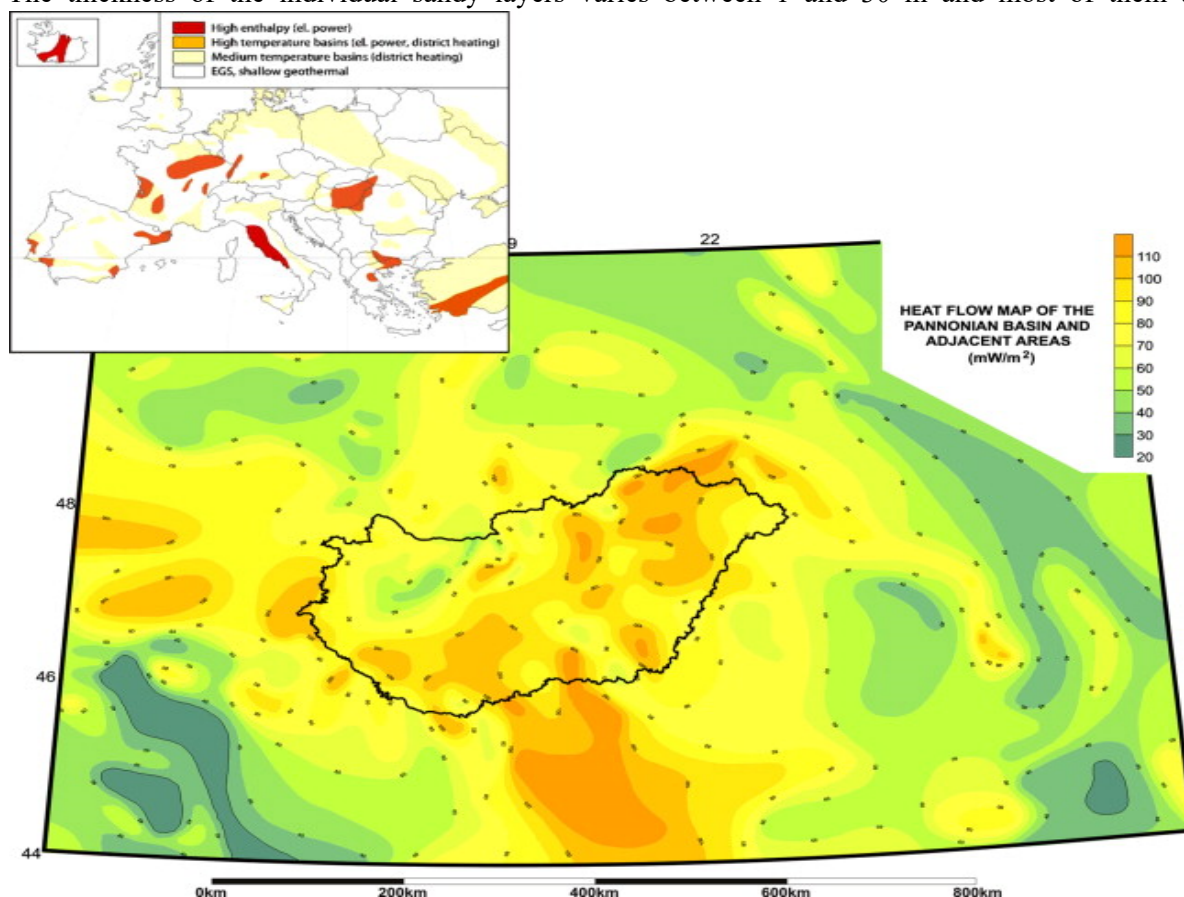 The thickness of the individual sandy layers varies between 1 and 30 m and most of them
High enthalpy (el. power)
High temperature basins (el. power, district heating)
Medium temperature basins (district heating)
EGS, shallow geothermal
9
22
HEAT FLOW MAP OF THE
PANNONIAN BASIN AND
ADJACENT AREAS
(mW/m²)
110
100
90
80
70
60
50
40
30
20
48
46
44
0km
200km
400km
600km
800km